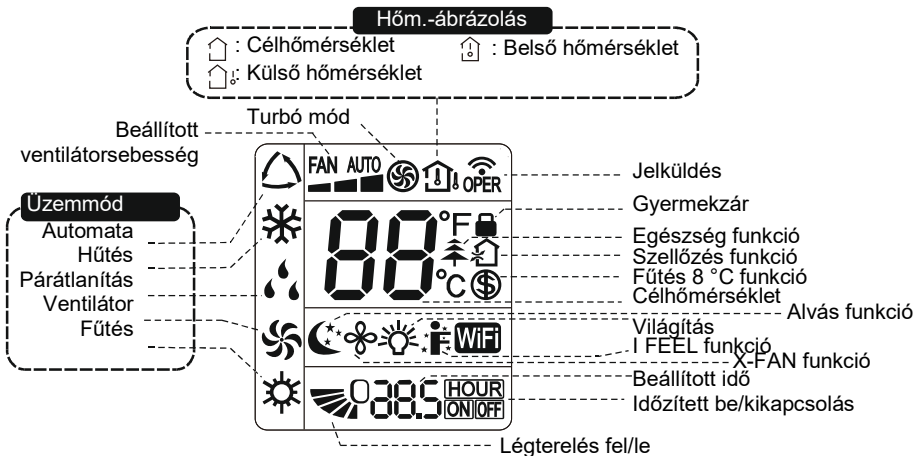 Hőm.-ábrázolás
: Célhőmérséklet
: Belső hőmérséklet
: Külső hőmérséklet
Turbó mód
Beállított
ventilátorsebesség
Üzemmód
Automata
Hűtés
Párátlanítás
Ventilátor
Fűtés
FAN AUTO
OPER
88
°F
°C
WiFi
038.5
HOUR
ON OFF
Jelküldés
Gyermekzár
Egészség funkció
Szellőzés funkció
Fűtés 8 °C funkció
Célhőmérséklet
Alvás funkció
Világítás
I FEEL funkció
X-FAN funkció
Beállított idő
Időzített be/kikapcsolás
Légterelés fel/le